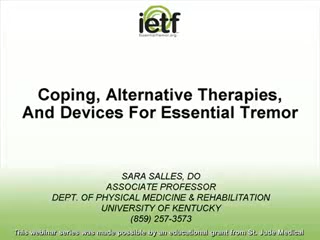 ietf
essentialtremor.org
Coping, Alternative Therapies,
And Devices For Essential Tremor
SARA SALLES, DO
ASSOCIATE PROFESSOR
DEPT. OF PHYSICAL MEDICINE & REHABILITATION
UNIVERSITY OF KENTUCKY
(859) 257-3573
This webinar series was made possible by an educational grant from St. Jude Medical